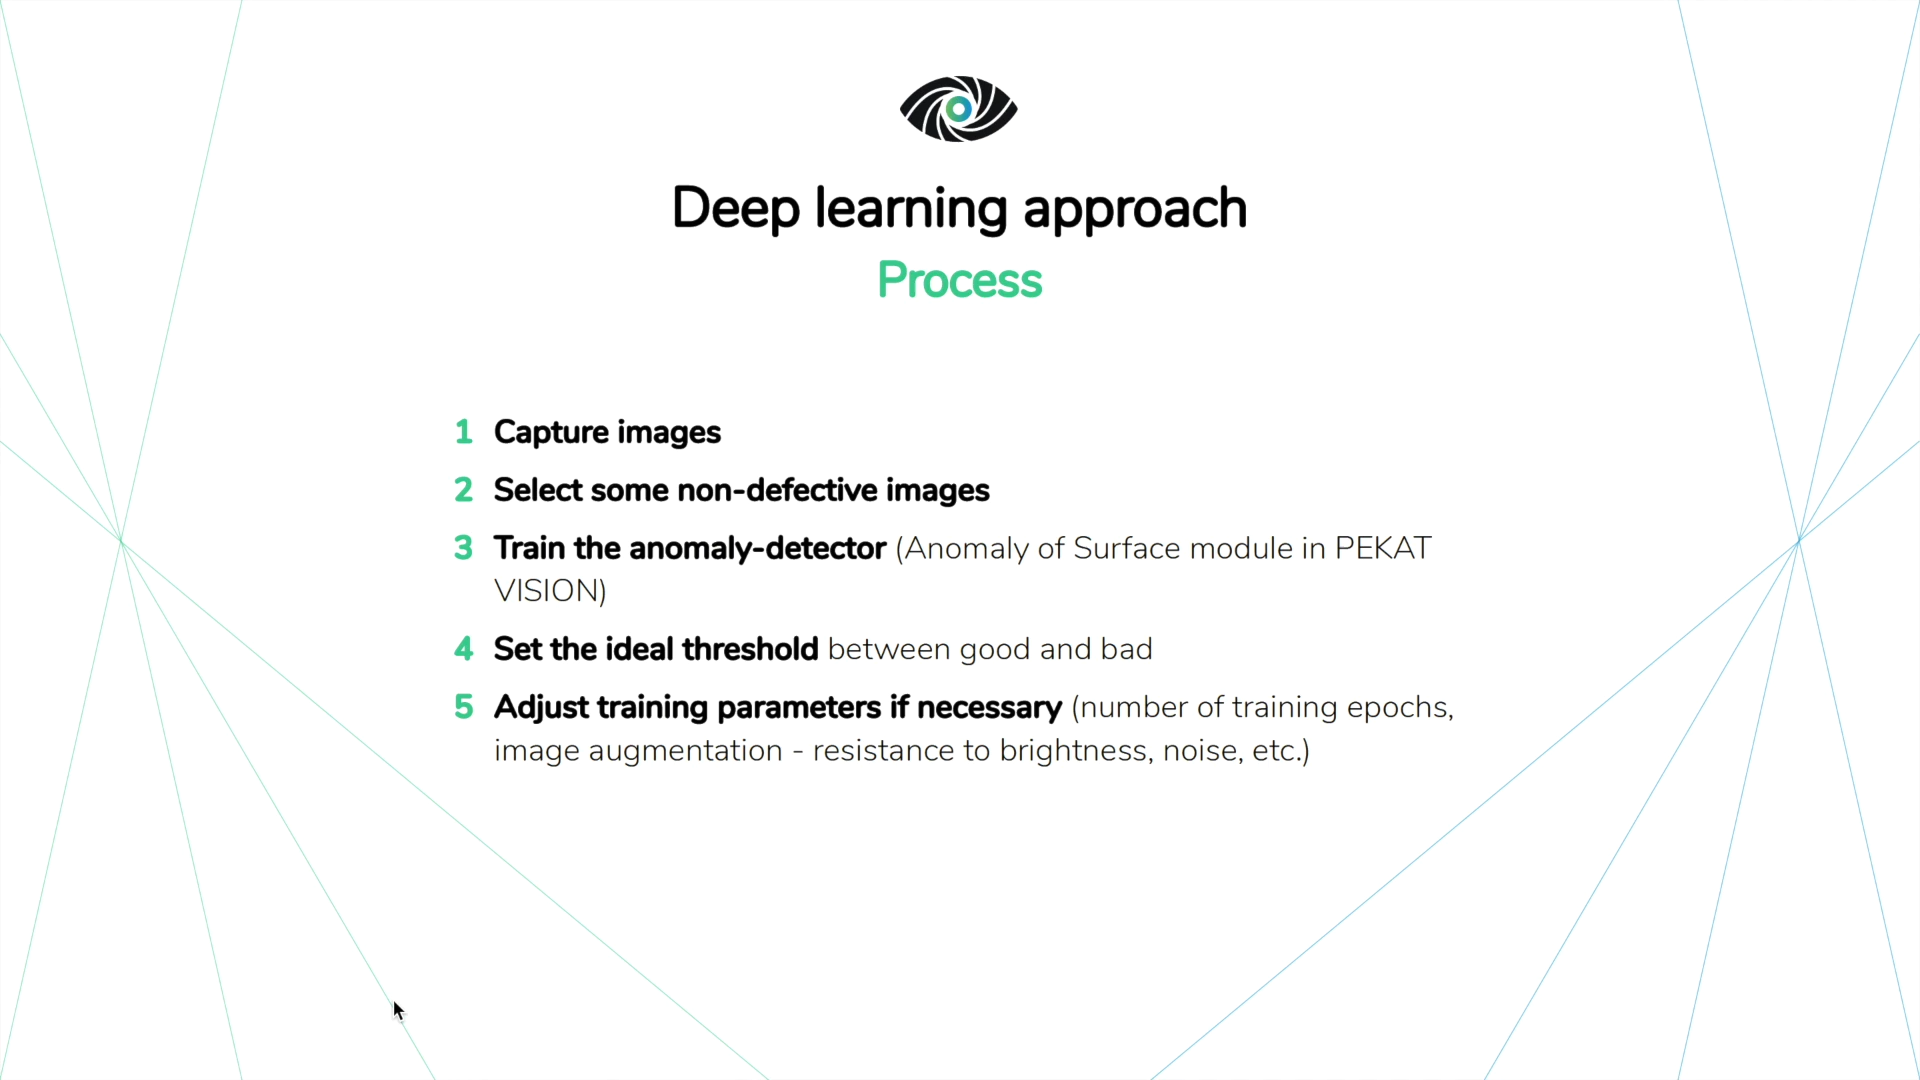 Deep learning approach
Process
1 Capture images
2 Select some non-defective images
3 Train the anomaly-detector (Anomaly of Surface module in PEKAT
VISION)
4 Set the ideal threshold between good and bad
5 Adjust training parameters if necessary (number of training epochs,
image augmentation - resistance to brightness, noise, etc.)